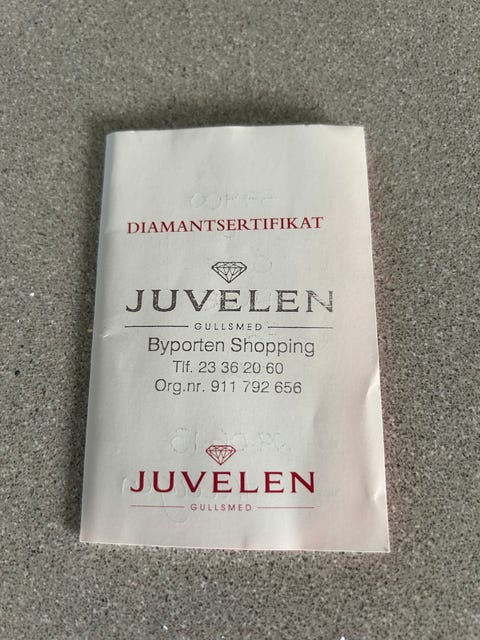 DIAMANTSERTIFIKAT
JUVELEN
GULLSMED
Byporten Shopping
Tlf. 23 36 20 60
Org.nr. 911 792 656
JUVELEN
GULLSMED